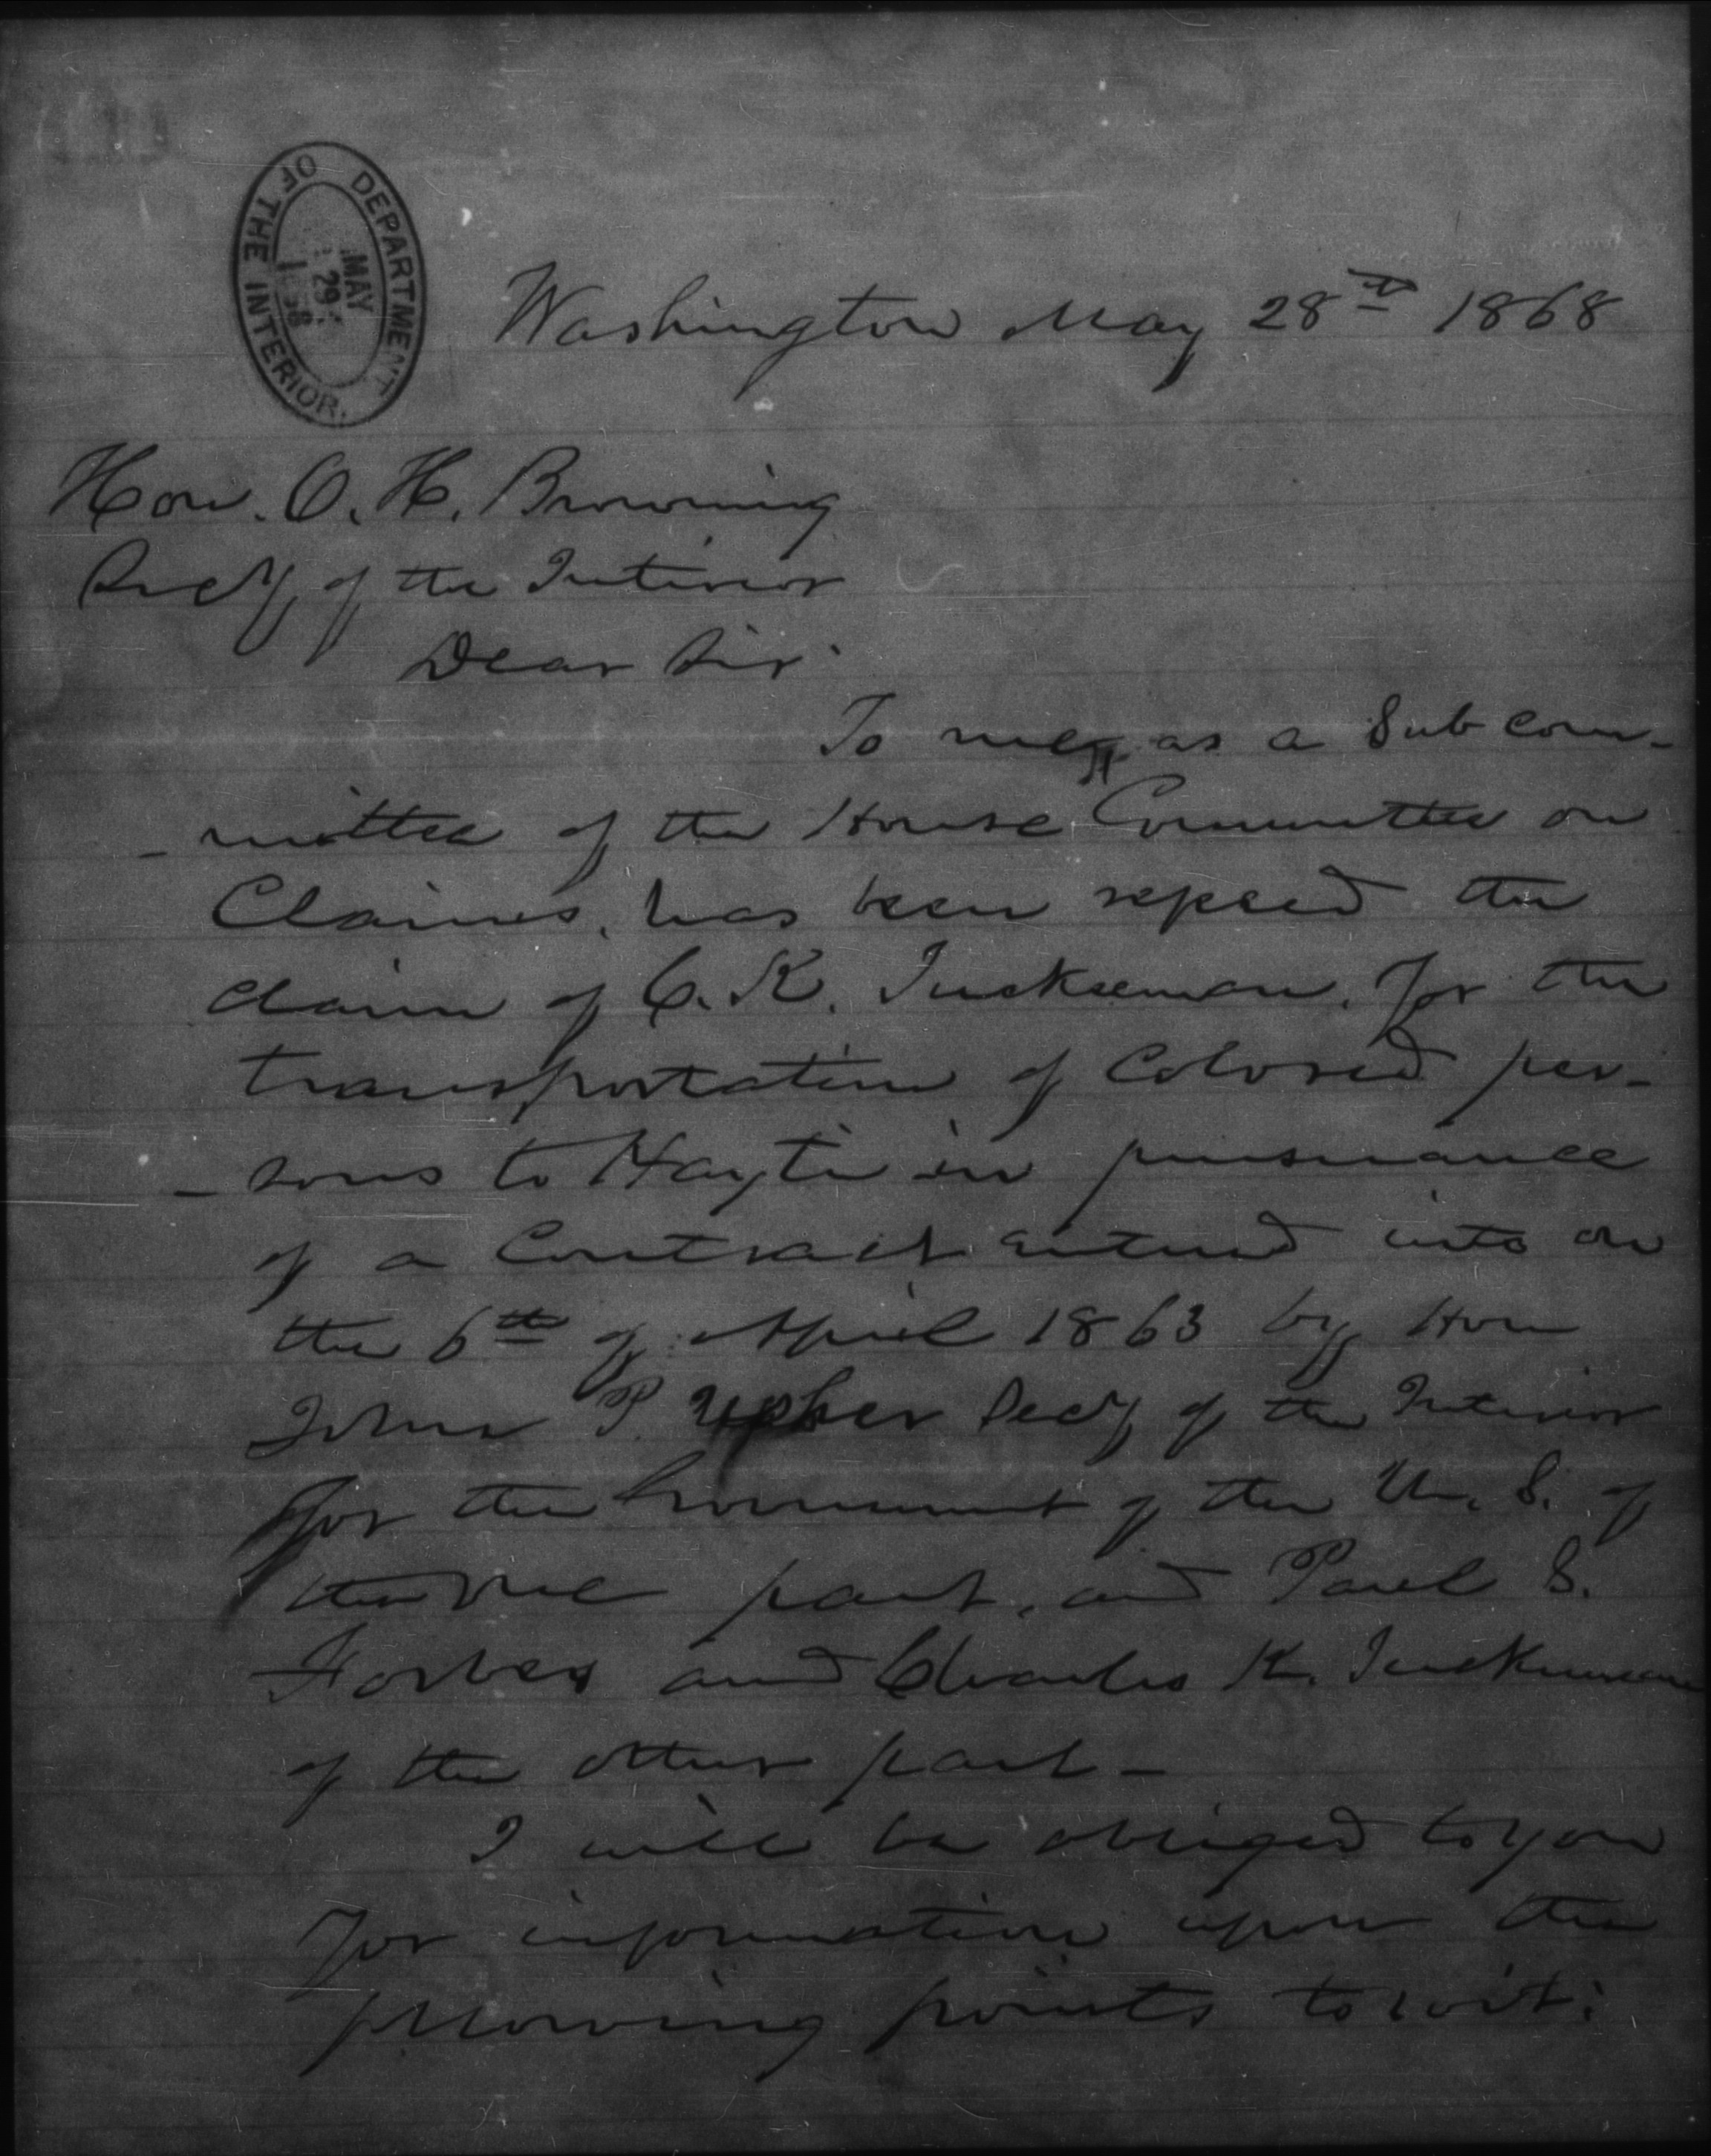 DEPARTMENT
OF THE INTERIOR.
MAY
29
1868
Washington May 28th 1868
Hon. O. H. Browning
Secy of the Interior
Dear Sir
To me, as a Sub com-
-mittee of the House Committee on
Claims, has been refered the
claim of C. K. Tuckerman, for the
transportation of Colored per-
-sons to Hayti in pursuance
of a Contract entered into on
the 6th of April 1863 by Hon
John P. Usher Secy of the Interior
for the Government of the U. S. of
the one part, and Paul S.
Forbes and Charles K. Tuckerman
of the other part -
I will be obliged to you
for information upon the
following points to wit: